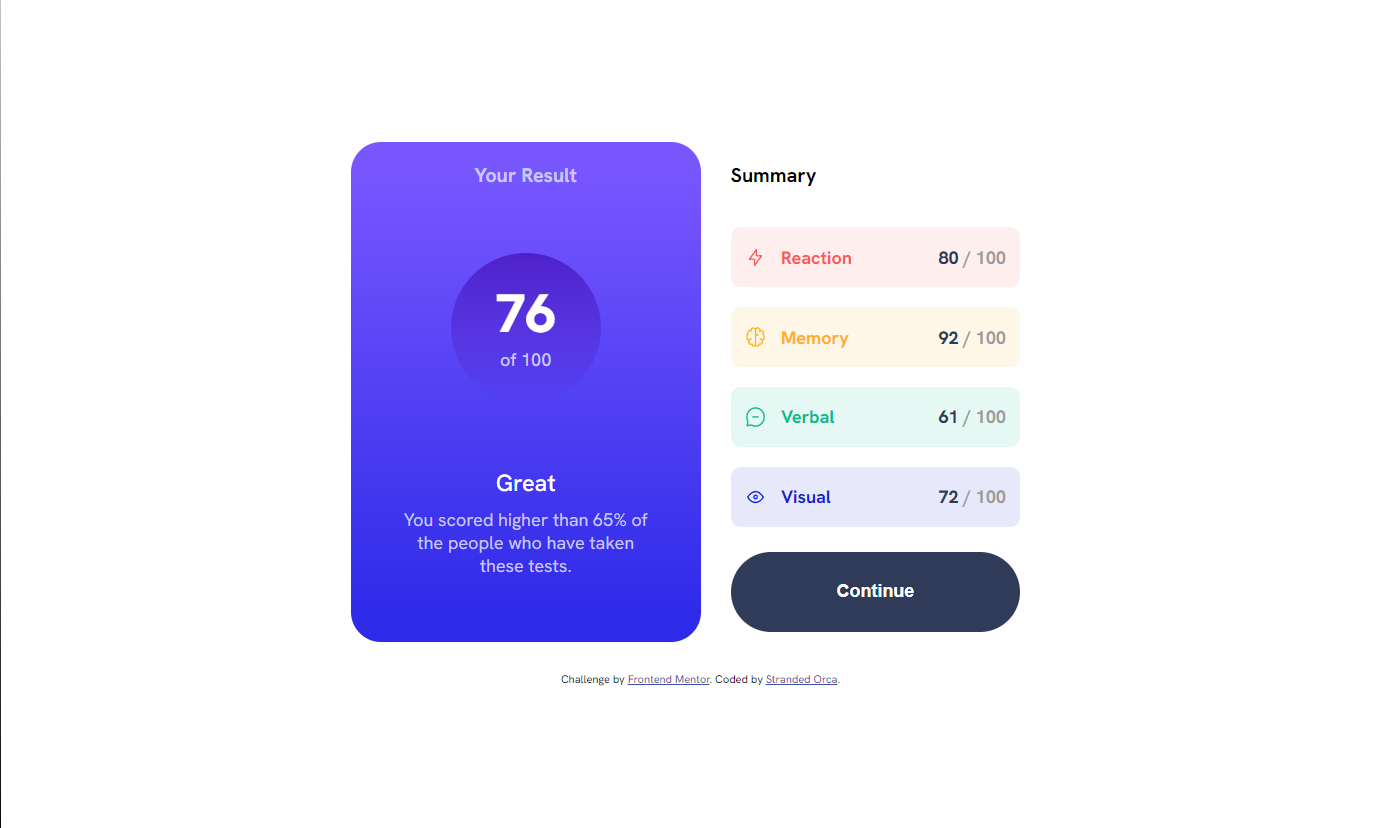 Your Result
76
of 100
Great
You scored higher than 65% of
the people who have taken
these tests.
Summary
Reaction 80 / 100
Memory 92 / 100
Verbal 61 / 100
Visual 72 / 100
Continue
Challenge by Frontend Mentor. Coded by Stranded Orca.